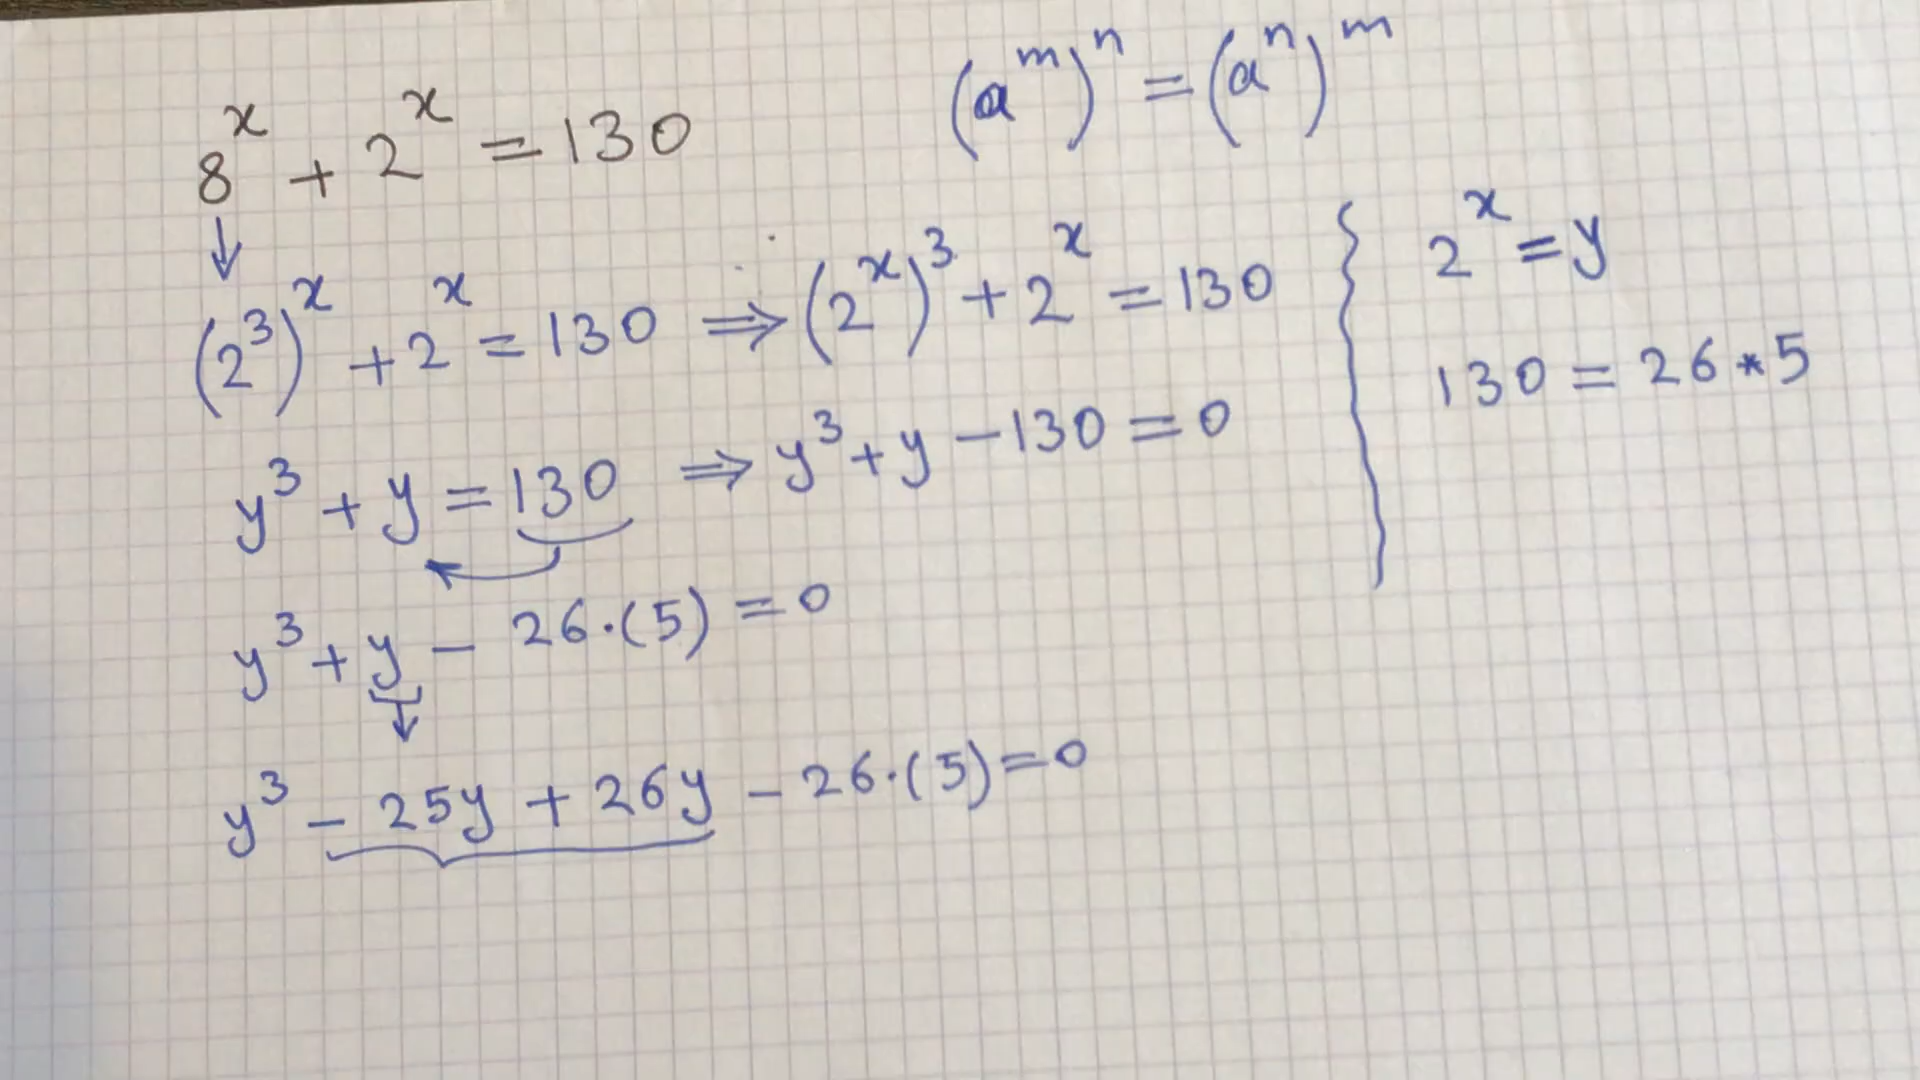 8^x + 2^x = 130
(a^m)^n = (a^n)^m
(2^3)^x + 2^x = 130 ⇒ (2^x)^3 + 2^x = 130
2^x = y
y^3 + y = 130 ⇒ y^3 + y - 130 = 0
130 = 26 * 5
y^3 + y - 26·(5) = 0
y^3 - 25y + 26y - 26·(5) = 0